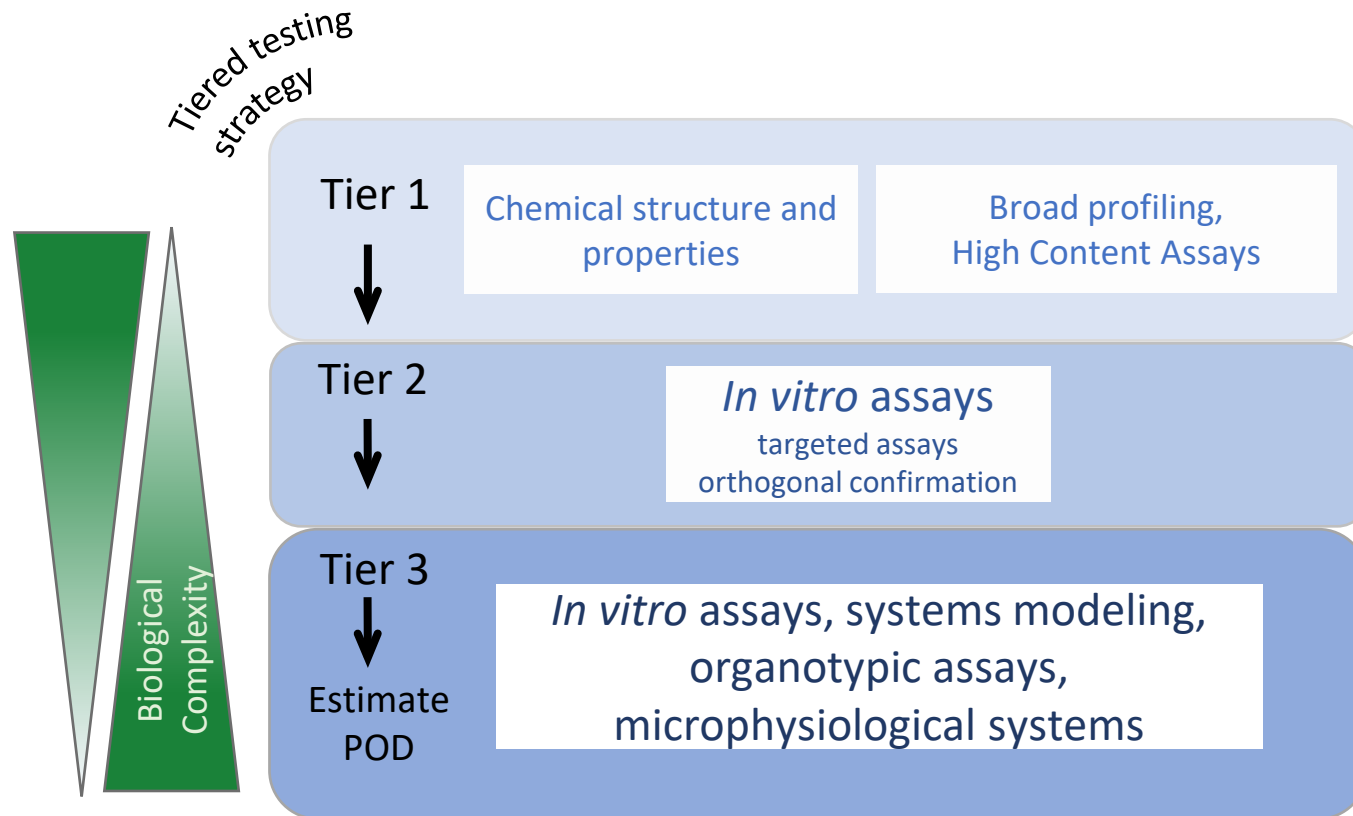 Tiered testing
strategy
Tier 1
Chemical structure and
properties
Broad profiling,
High Content Assays
Tier 2
In vitro assays
targeted assays
orthogonal confirmation
Tier 3
In vitro assays, systems modeling,
organotypic assays,
microphysiological systems
Estimate
POD
Biological
Complexity